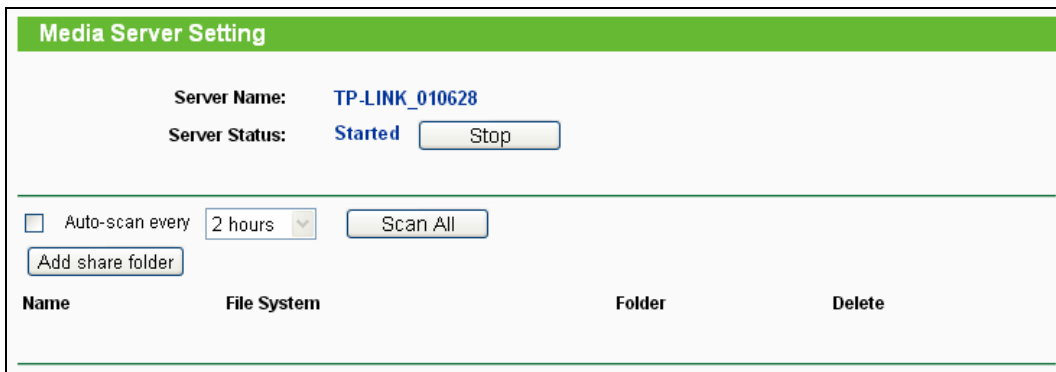 Media Server Setting
Server Name: TP-LINK_010628
Server Status: Started Stop
Auto-scan every 2 hours Scan All
Add share folder
Name File System Folder Delete